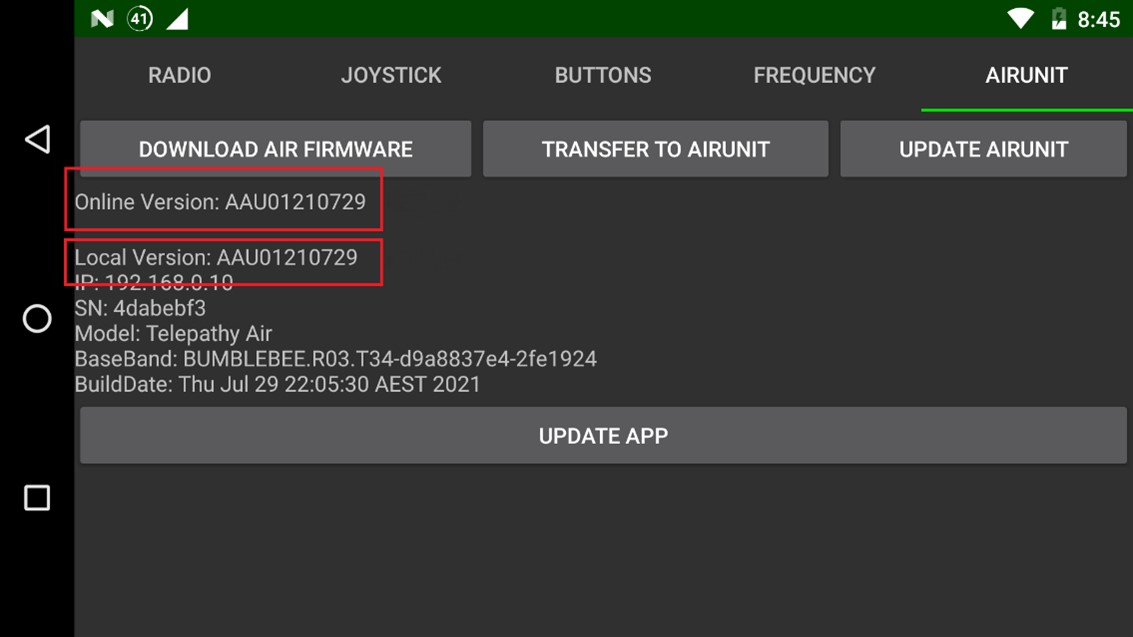 41 8:45
RADIO JOYSTICK BUTTONS FREQUENCY AIRUNIT
DOWNLOAD AIR FIRMWARE TRANSFER TO AIRUNIT UPDATE AIRUNIT
Online Version: AAU01210729
Local Version: AAU01210729
IP: 192.168.0.10
SN: 4dabebf3
Model: Telepathy Air
BaseBand: BUMBLEBEE.R03.T34-d9a8837e4-2fe1924
BuildDate: Thu Jul 29 22:05:30 AEST 2021
UPDATE APP